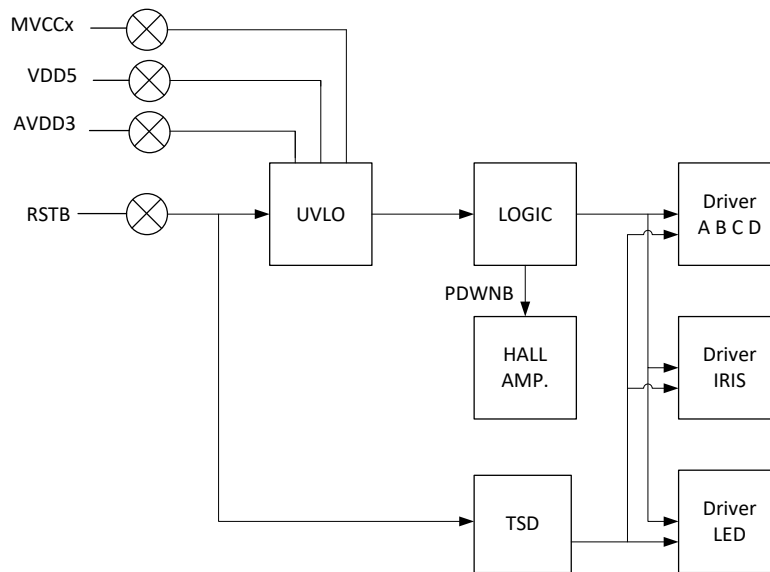 MVCCx
VDD5
AVDD3
RSTB
UVLO
LOGIC
Driver
A B C D
PDWNB
HALL
AMP.
Driver
IRIS
TSD
Driver
LED